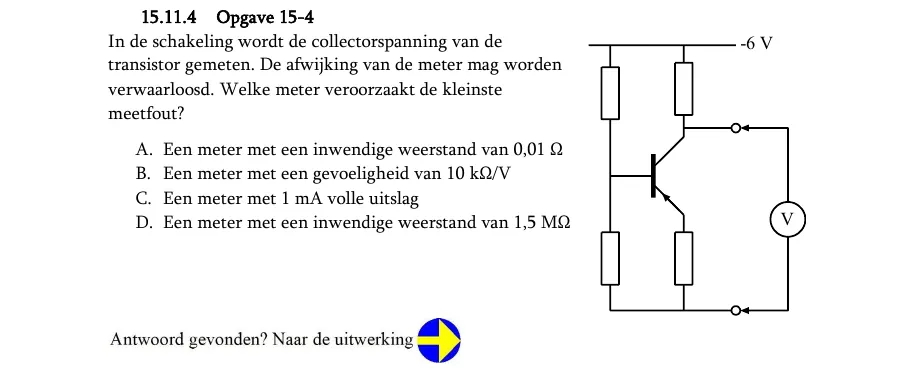 15.11.4 Opgave 15-4
In de schakeling wordt de collectorspanning van de
transistor gemeten. De afwijking van de meter mag worden
verwaarloosd. Welke meter veroorzaakt de kleinste
meetfout?
A. Een meter met een inwendige weerstand van 0,01 Ω
B. Een meter met een gevoeligheid van 10 kΩ/V
C. Een meter met 1 mA volle uitslag
D. Een meter met een inwendige weerstand van 1,5 MΩ
-6 V
V
Antwoord gevonden? Naar de uitwerking